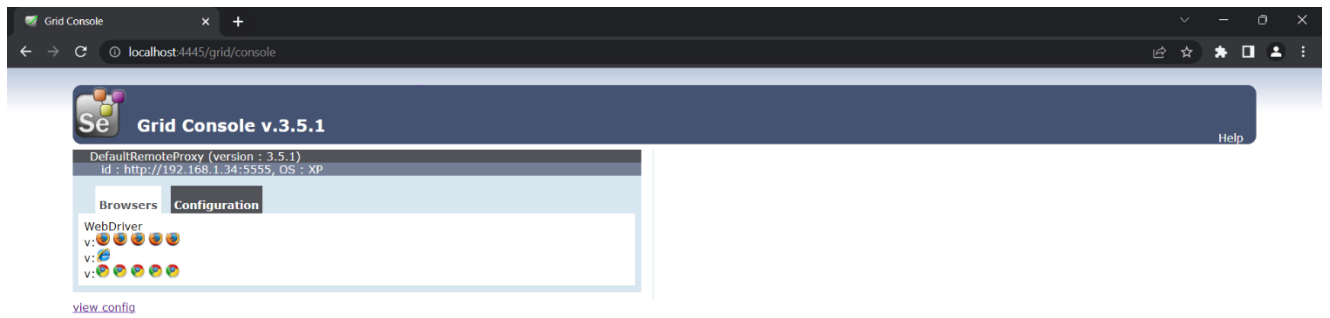 Grid Console
localhost:4445/grid/console
Se
Grid Console v.3.5.1
Help
DefaultRemoteProxy (version : 3.5.1)
id : http://192.168.1.34:5555, OS : XP
Browsers Configuration
WebDriver
v:
v:
v:
view config